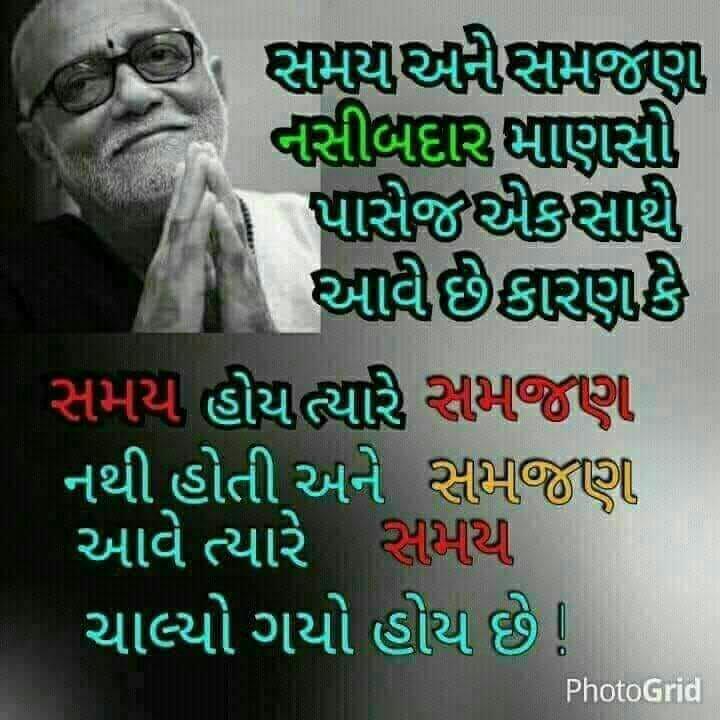 સમય અને સમજણ
નસીબદાર માણસો
પાસેજ એક સાથે
આવે છે કારણ કે
સમય હોય ત્યારે સમજણ
નથી હોતી અને સમજણ
આવે ત્યારે સમય
ચાલ્યો ગયો હોય છે !
PhotoGrid